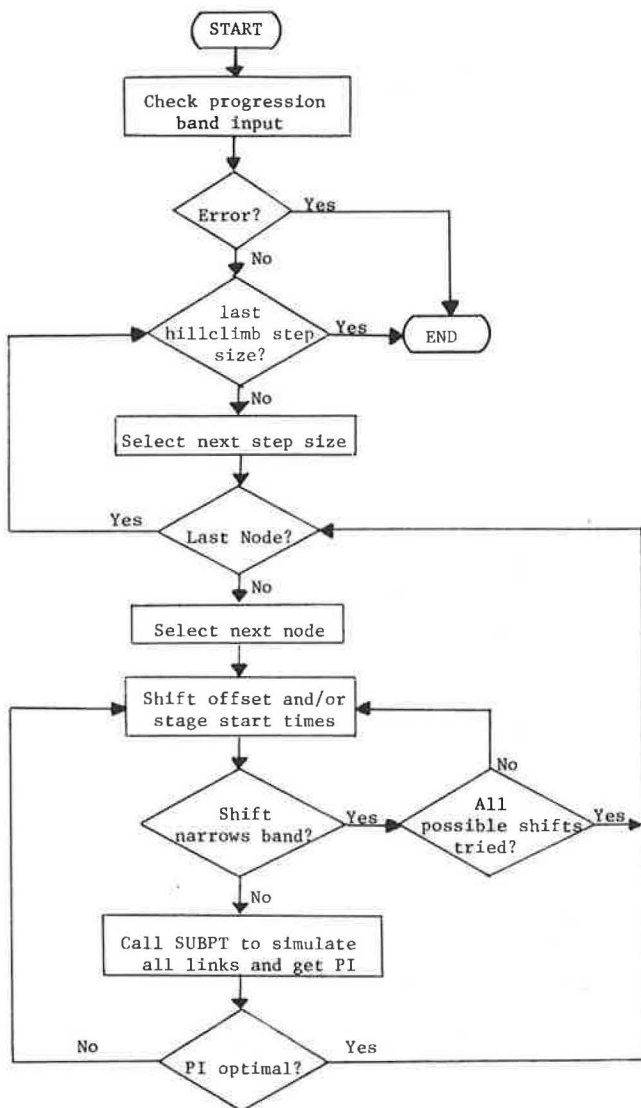 START
Check progression
band input
Error?
Yes
No
last
hillclimb step
size?
Yes
END
No
Select next step size
Yes
Last Node?
No
Select next node
Shift offset and/or
stage start times
No
Shift
narrows band?
Yes
All
possible shifts
tried?
Yes
No
Call SUBPT to simulate
all links and get PI
No
PI optimal?
Yes